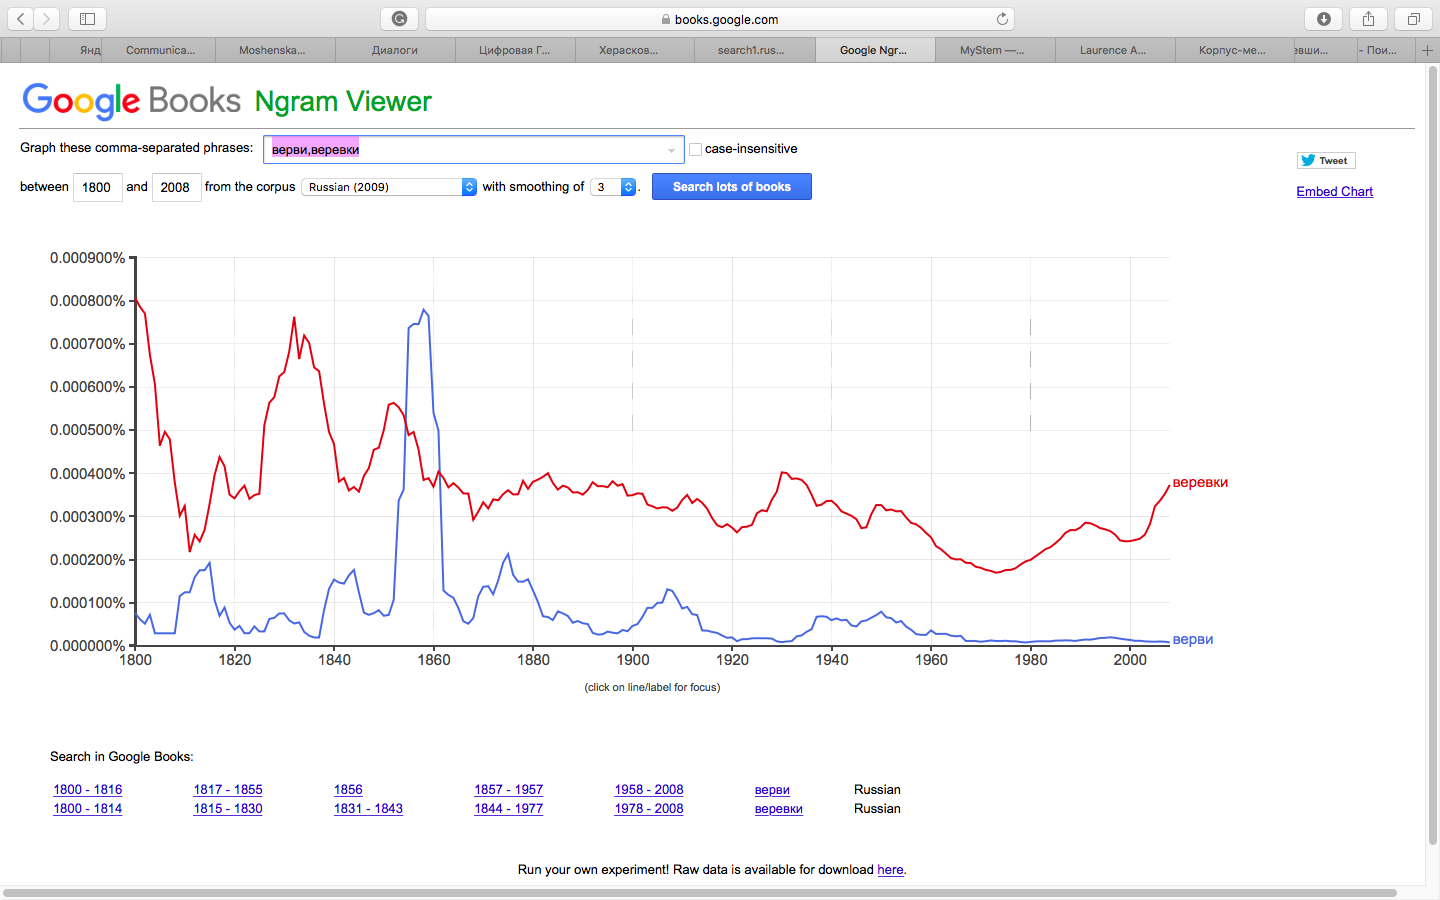 books.google.com
Янд Communica... Moshenska... Диалоги Цифровая Г... Херасков... search1.rus... Google Ngr... MyStem —... Laurence A... Корпус-ме... евши... - Пои...
Google Books Ngram Viewer
Graph these comma-separated phrases: верви,веревки case-insensitive
Tweet
between 1800 and 2008 from the corpus Russian (2009) with smoothing of 3 . Search lots of books
Embed Chart
0.000900%
0.000800%
0.000700%
0.000600%
0.000500%
0.000400%
веревки
0.000300%
0.000200%
0.000100%
верви
0.000000%
1800 1820 1840 1860 1880 1900 1920 1940 1960 1980 2000
(click on line/label for focus)
Search in Google Books:
1800 - 1816 1817 - 1855 1856 1857 - 1957 1958 - 2008 верви Russian
1800 - 1814 1815 - 1830 1831 - 1843 1844 - 1977 1978 - 2008 веревки Russian
Run your own experiment! Raw data is available for download here.